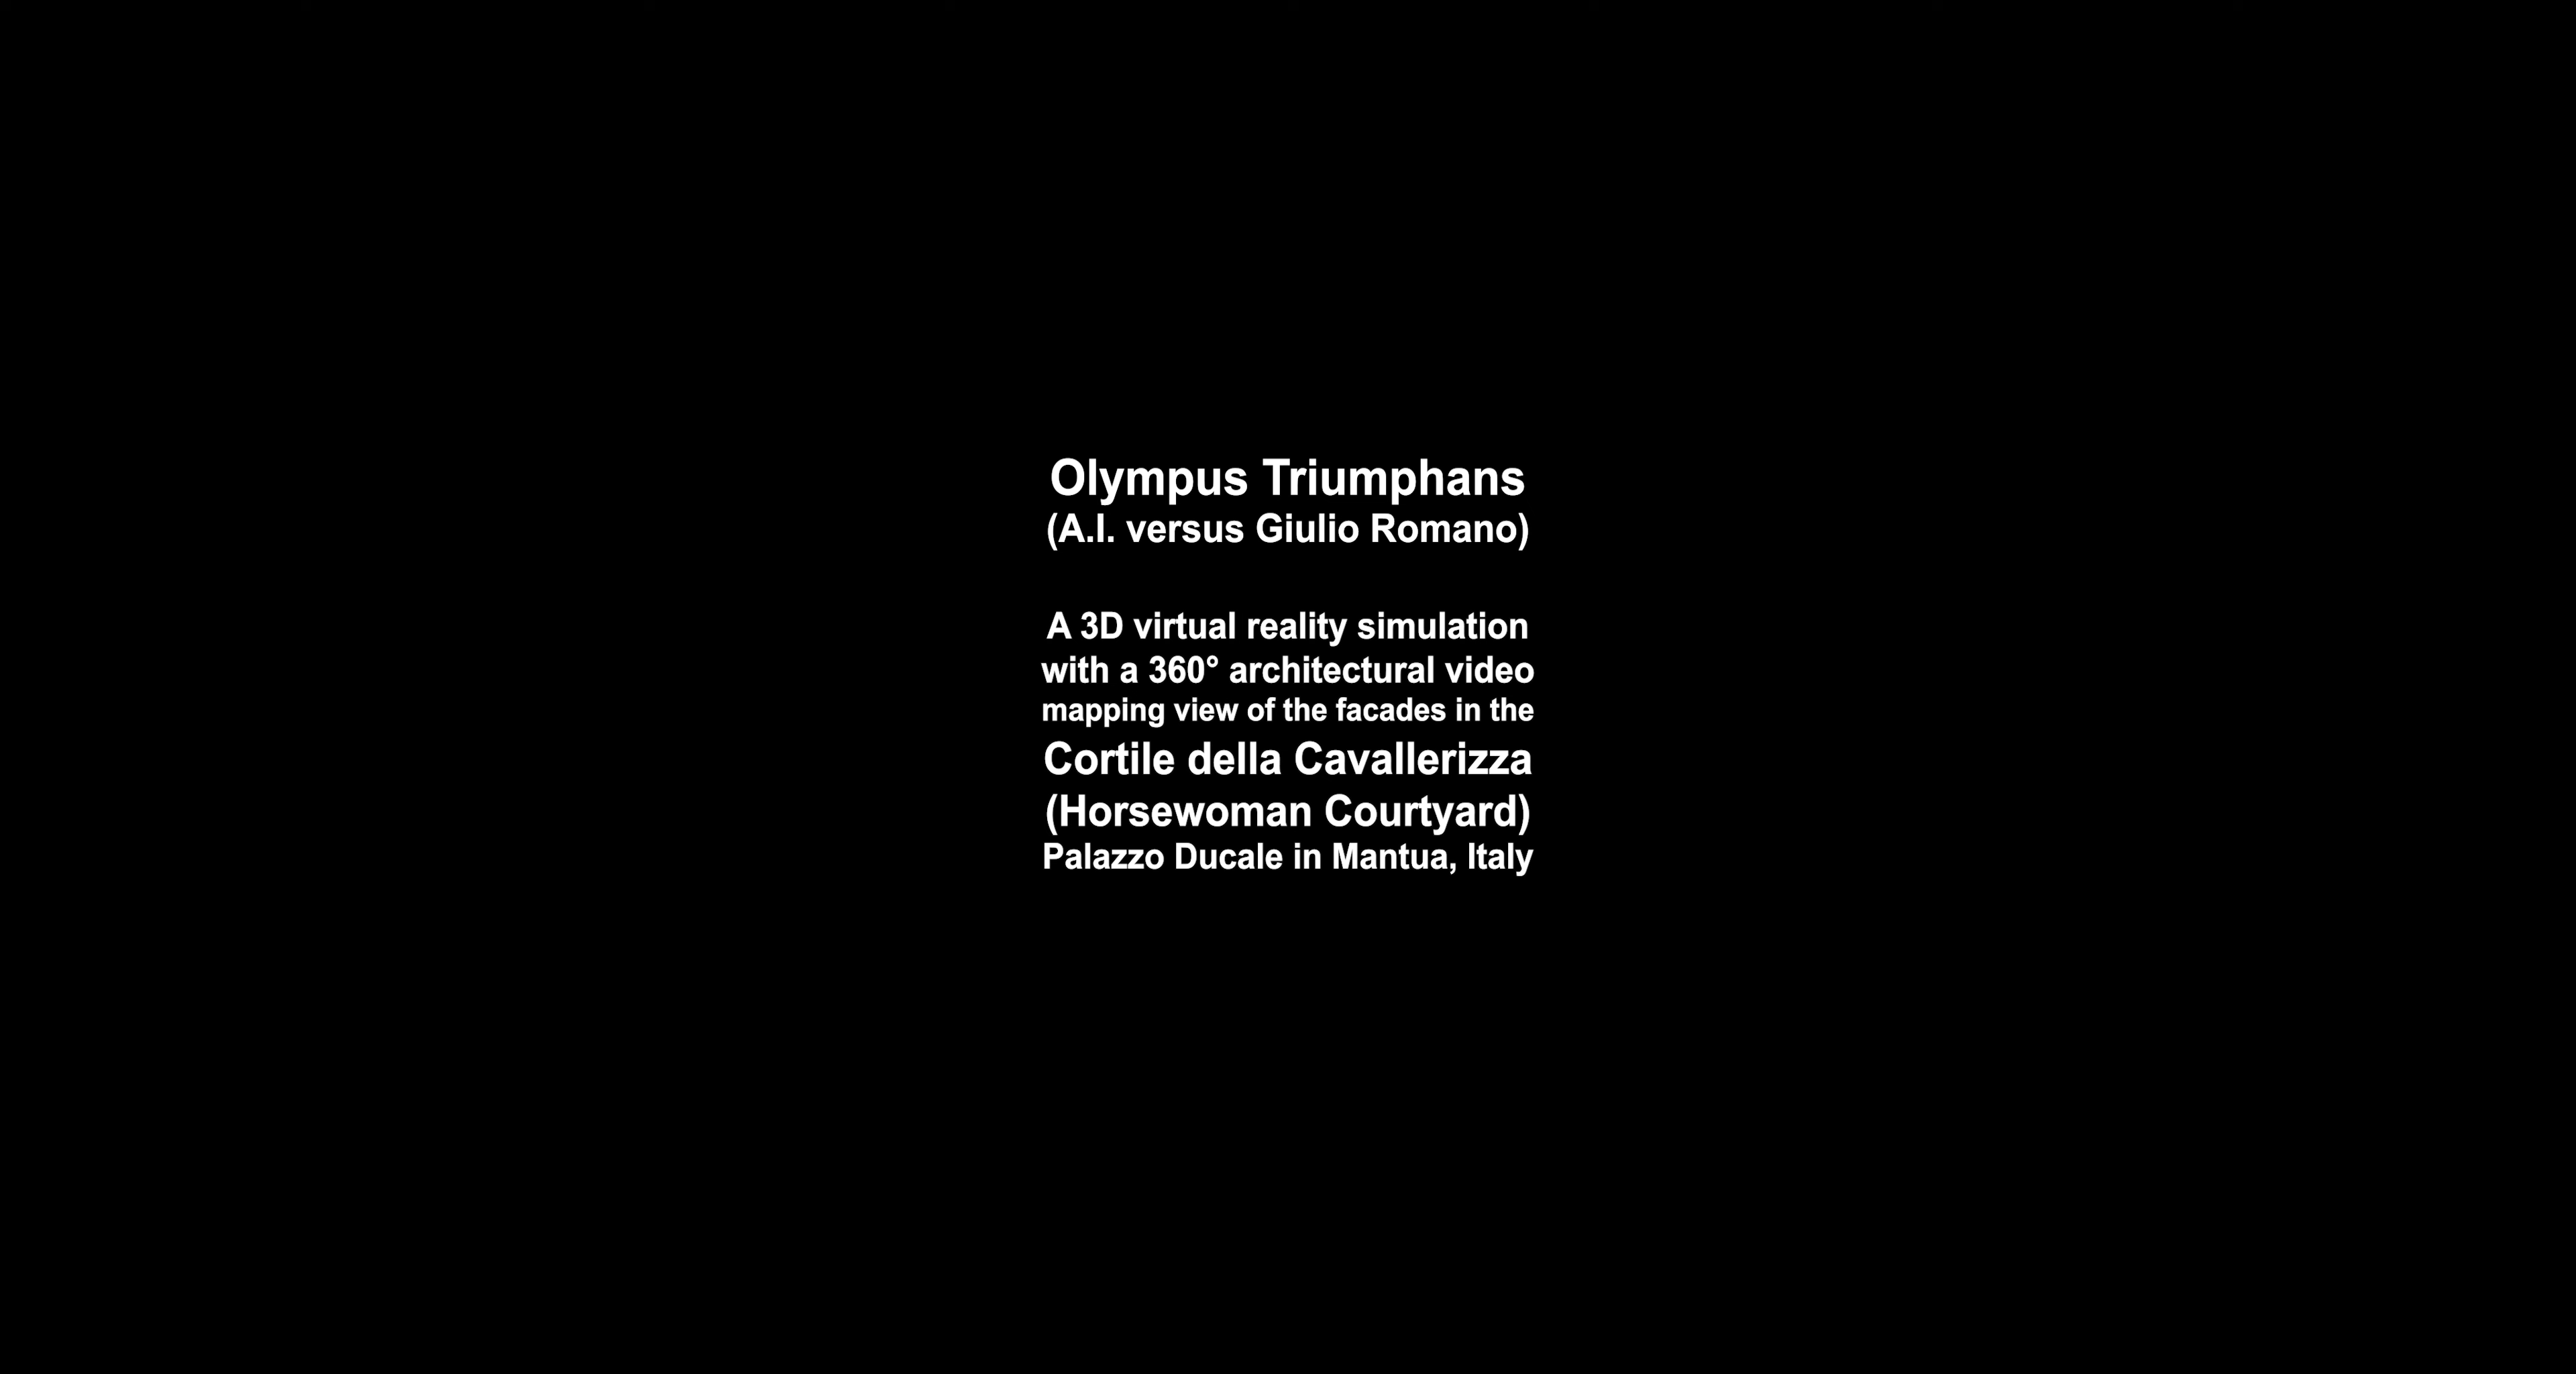 Olympus Triumphans
(A.I. versus Giulio Romano)
A 3D virtual reality simulation
with a 360° architectural video
mapping view of the facades in the
Cortile della Cavallerizza
(Horsewoman Courtyard)
Palazzo Ducale in Mantua, Italy